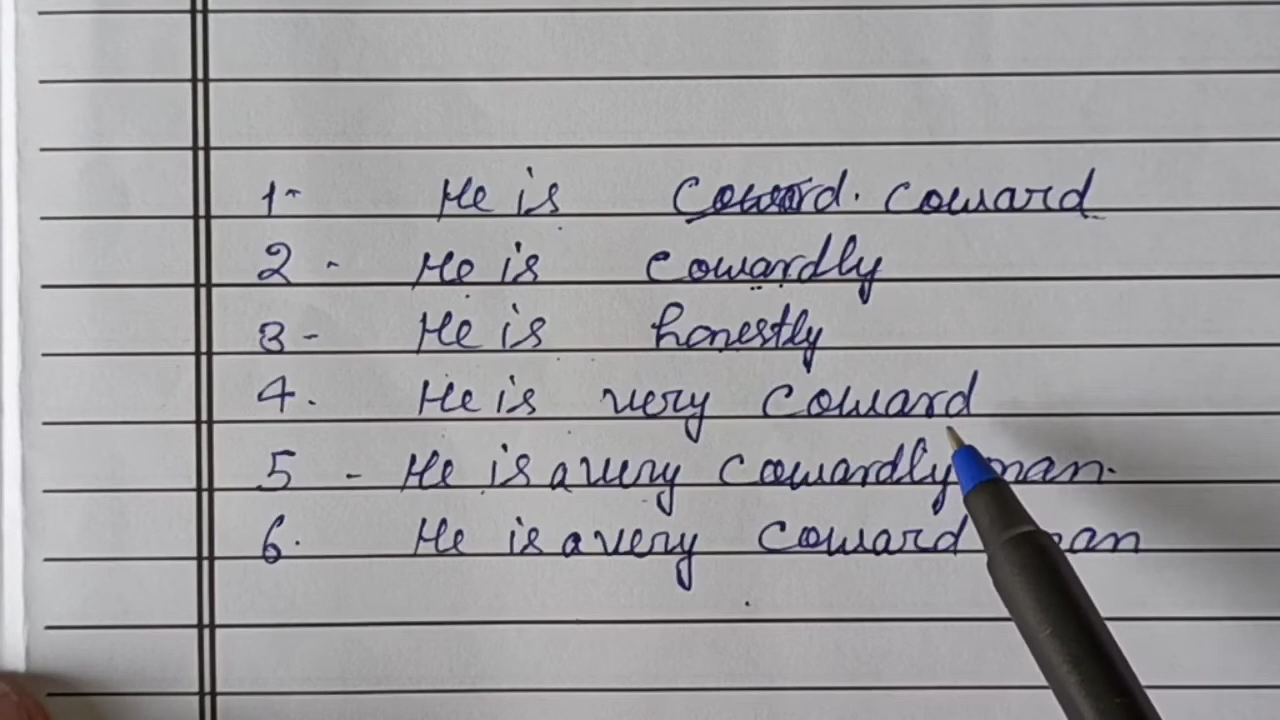 1- He is Coward. Coward
2 - He is Cowardly
3 - He is honestly
4. He is very Coward
5 - He is a very Cowardly man.
6. He is a very Coward man